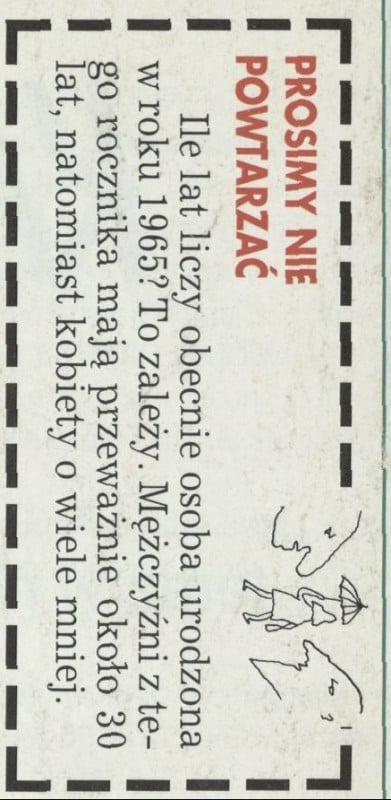 PROSIMY NIE
POWTARZAĆ
Ile lat liczy obecnie osoba urodzona
w roku 1965? To zależy. Mężczyźni z te-
go rocznika mają przeważnie około 30
lat, natomiast kobiety o wiele mniej.